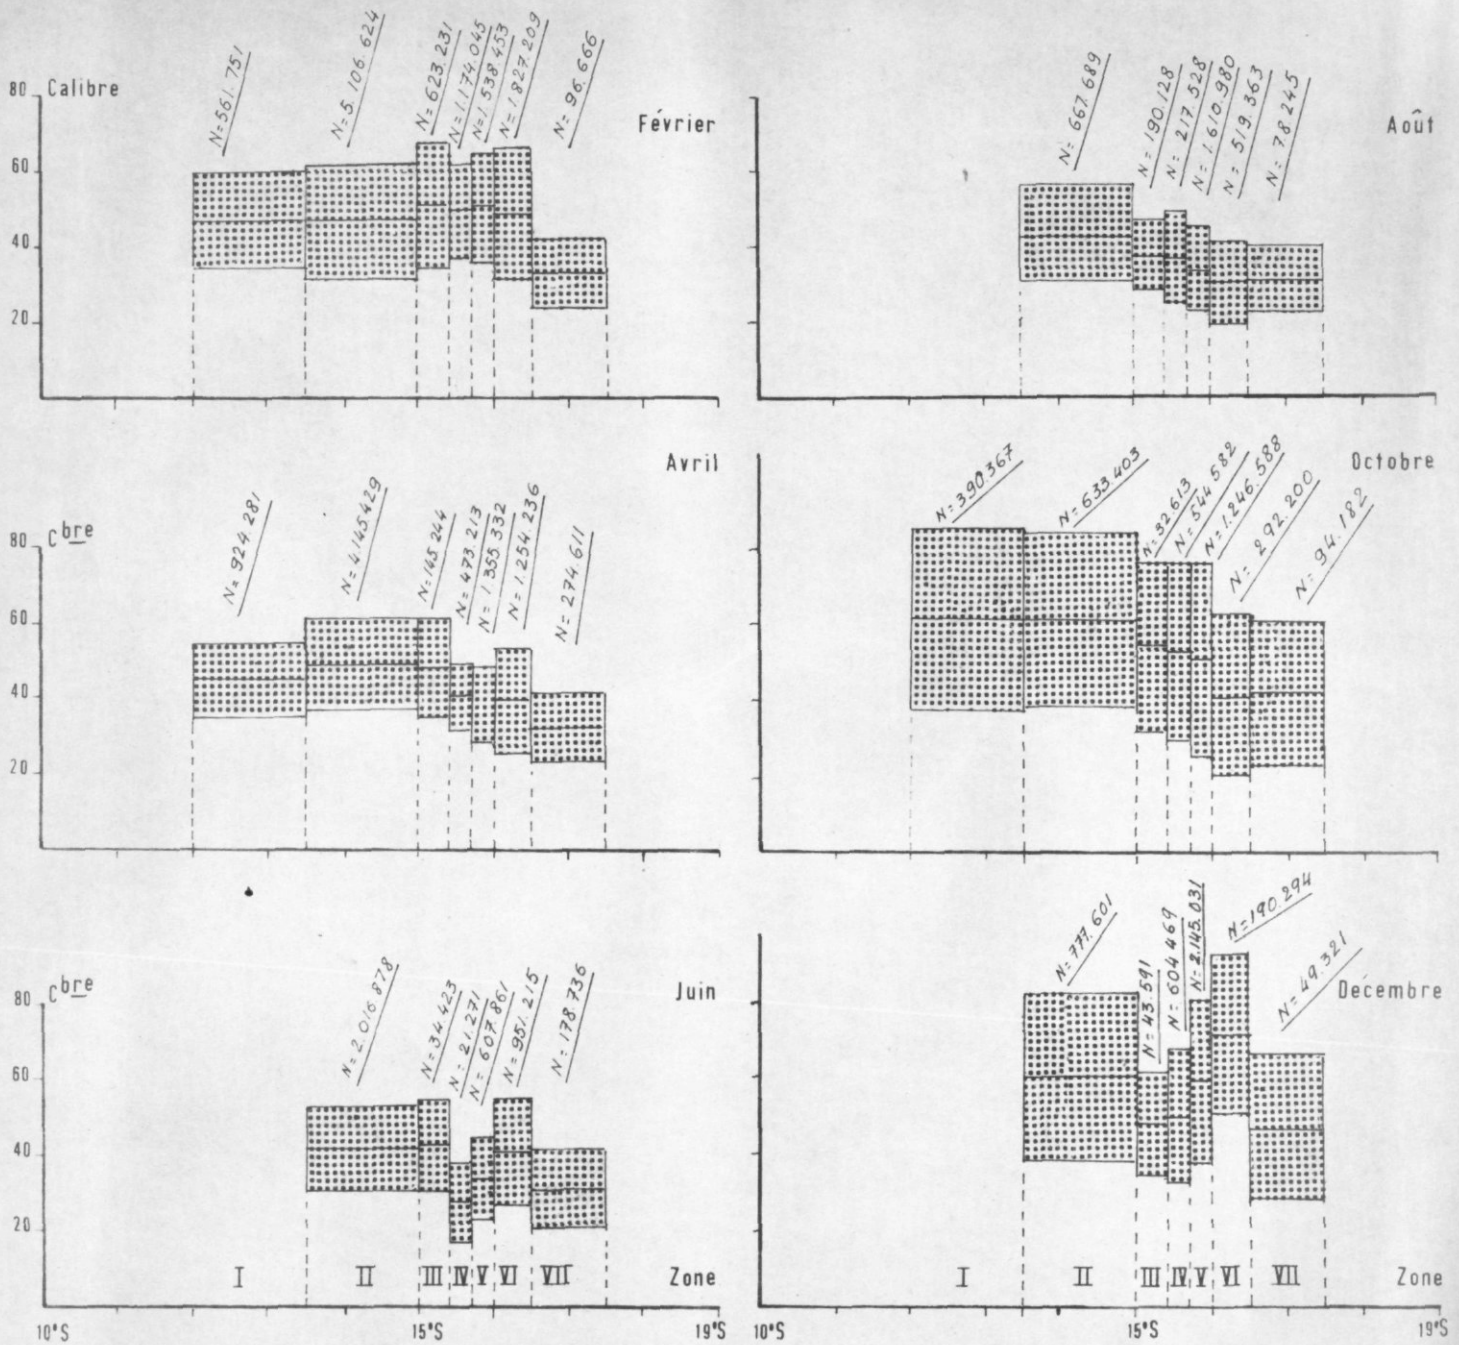 80 Calibre
60
40
20
Février
N=561.751
N=5.106.624
N=623.231
N=1.174.045
N=1.538.453
N=1.827.209
N=96.666
Août
N=667.689
N=190.128
N=217.528
N=1.610.980
N=519.363
N=78.245
Avril
80 Cbre
60
40
20
N=924.281
N=4.145.429
N=145.244
N=473.213
N=1.355.332
N=1.254.236
N=274.611
Octobre
N=390.367
N=633.403
N=32.613
N=544.582
N=1.246.588
N=292.200
N=94.182
Juin
80 Cbre
60
40
20
N=2.016.878
N=34.423
N=21.271
N=607.861
N=951.215
N=178.736
I II III IV V VI VII Zone
10°S 15°S 19°S
Décembre
N=777.601
N=43.591
N=604.469
N=2.145.031
N=190.294
N=49.321
I II III IV V VI VII Zone
10°S 15°S 19°S